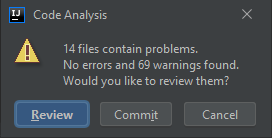 IJ
Code Analysis
14 files contain problems.
No errors and 69 warnings found.
Would you like to review them?
Review
Commit
Cancel